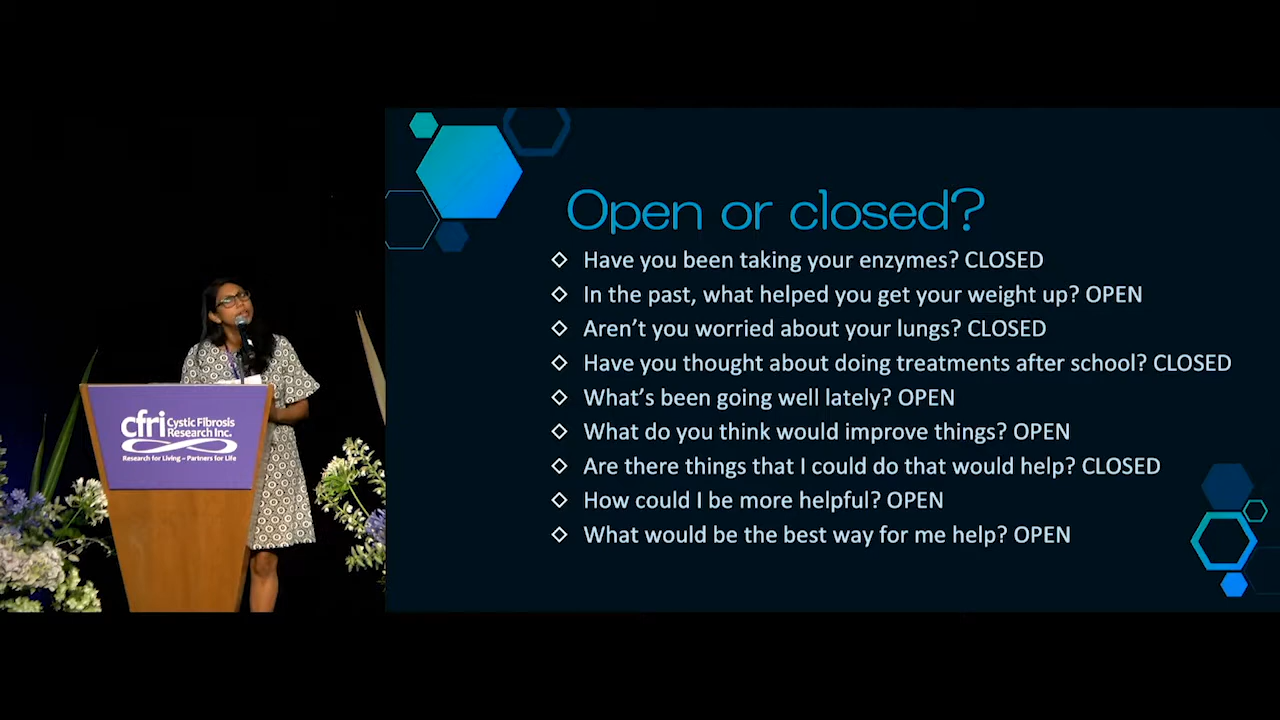 Open or closed?
Have you been taking your enzymes? CLOSED
In the past, what helped you get your weight up? OPEN
Aren't you worried about your lungs? CLOSED
Have you thought about doing treatments after school? CLOSED
What's been going well lately? OPEN
What do you think would improve things? OPEN
Are there things that I could do that would help? CLOSED
How could I be more helpful? OPEN
What would be the best way for me help? OPEN
cfri Cystic Fibrosis
Research Inc.
Research for Living – Partners for Life